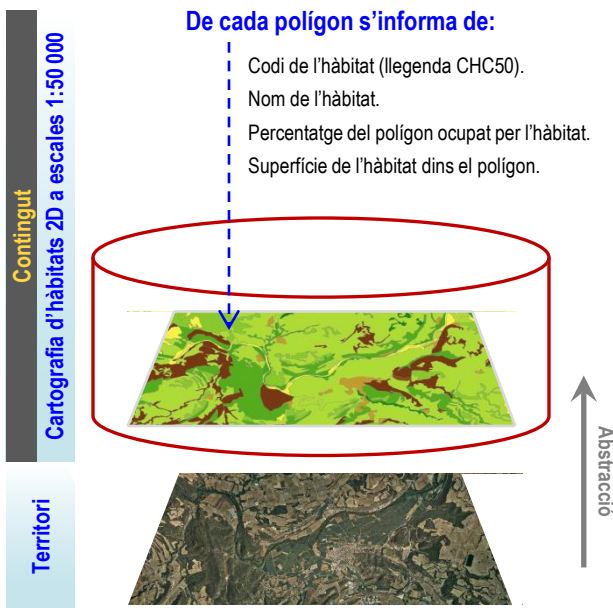 De cada polígon s’informa de:
Codi de l’hàbitat (llegenda CHC50).
Nom de l’hàbitat.
Percentatge del polígon ocupat per l’hàbitat.
Superfície de l’hàbitat dins el polígon.
Contingut
Cartografia d’hàbitats 2D a escales 1:50 000
Abstracció
Territori